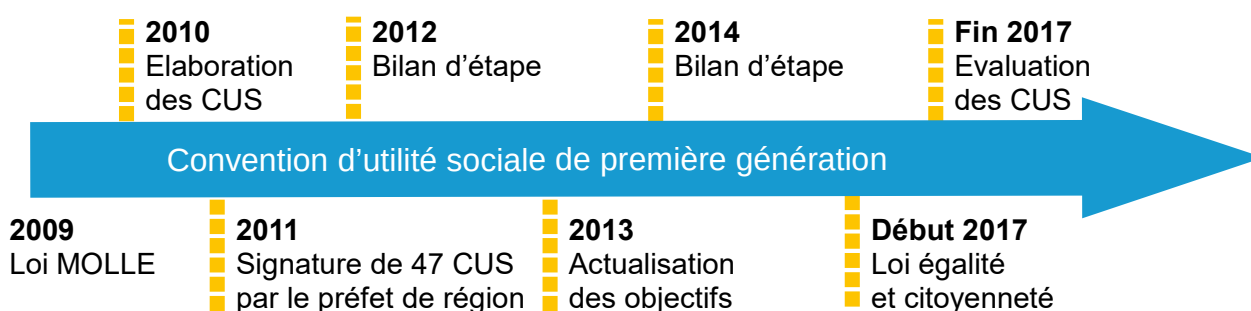 2010
Elaboration
des CUS
2012
Bilan d’étape
2014
Bilan d’étape
Fin 2017
Evaluation
des CUS
Convention d’utilité sociale de première génération
2009
Loi MOLLE
2011
Signature de 47 CUS
par le préfet de région
2013
Actualisation
des objectifs
Début 2017
Loi égalité
et citoyenneté